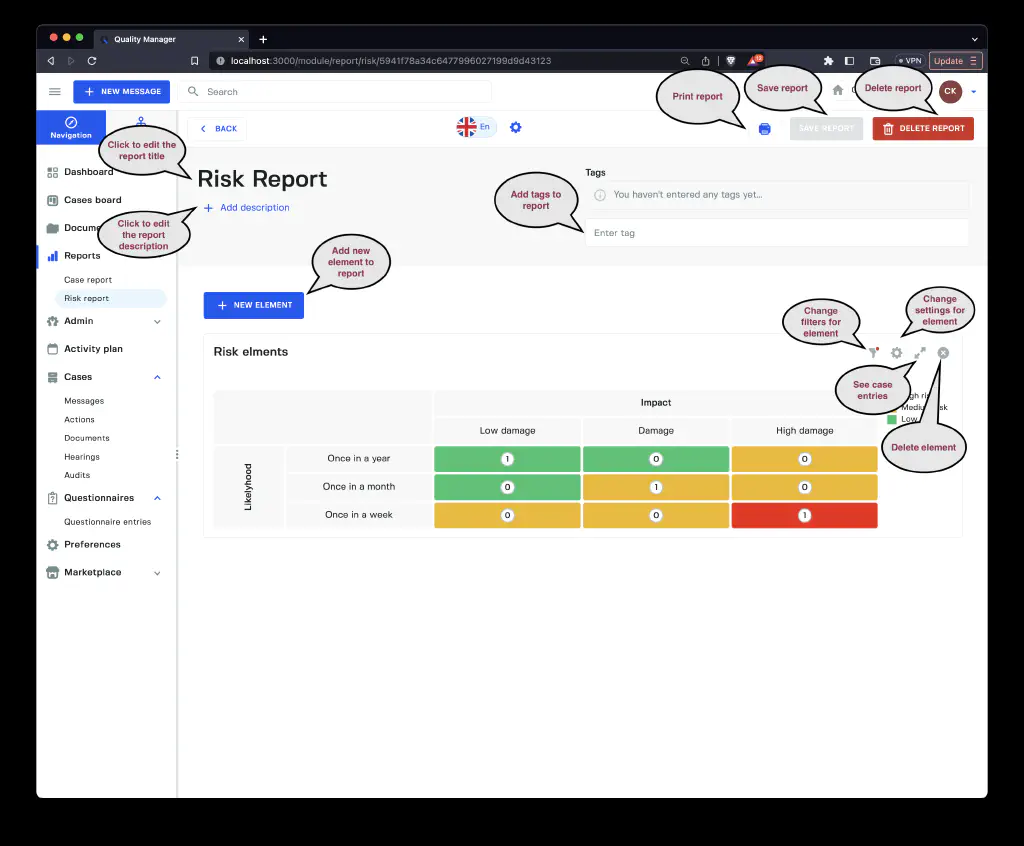 Quality Manager
localhost:3000/module/report/risk/5941f78a34c6477996027199d9d43123
VPN
Update
NEW MESSAGE
Search
Print report
Save report
Delete report
CK
Navigation
BACK
En
SAVE REPORT
DELETE REPORT
Click to edit the
report title
Dashboard
Cases board
Docume
Click to edit
the report
description
Reports
Case report
Risk report
Admin
Activity plan
Cases
Messages
Actions
Documents
Hearings
Audits
Questionnaires
Questionnaire entries
Preferences
Marketplace
Risk Report
Add description
Add tags to
report
Tags
You haven't entered any tags yet...
Enter tag
Add new
element to
report
NEW ELEMENT
Change
filters for
element
Change
settings for
element
Risk elments
See case
entries
Delete element
gh ri
Mediu sk
Low
Impact
Low damage
Damage
High damage
Likelyhood
Once in a year
1
0
0
Once in a month
0
1
0
Once in a week
0
0
1